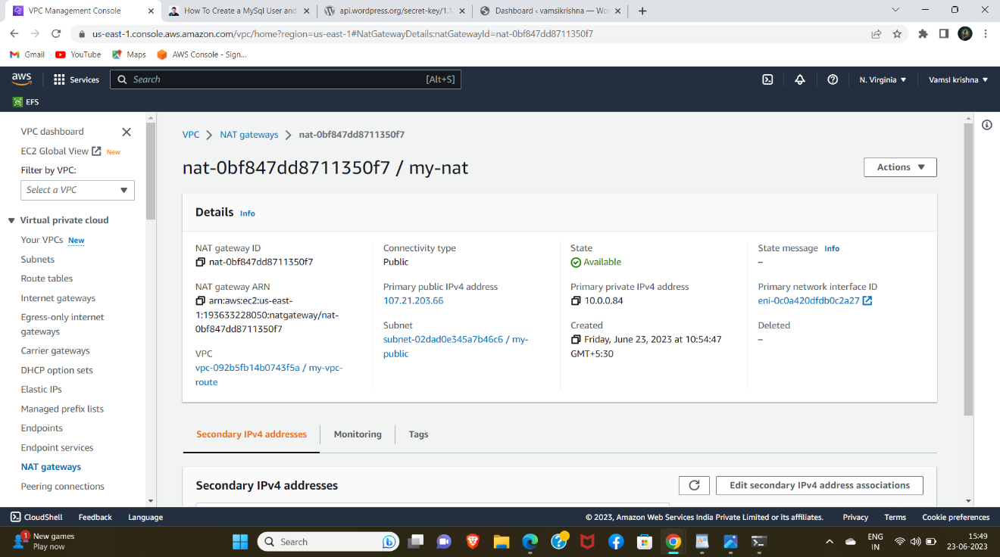 VPC Management Console
How To Create a MySql User and
api.wordpress.org/secret-key/1.1
Dashboard ‹ vamsikrishna — Wo
us-east-1.console.aws.amazon.com/vpc/home?region=us-east-1#NatGatewayDetails:natGatewayId=nat-0bf847dd8711350f7
Gmail
YouTube
Maps
AWS Console - Sign...
aws
Services
Search
[Alt+S]
N. Virginia
VamsI krishna
EFS
VPC dashboard
EC2 Global View
New
Filter by VPC:
Select a VPC
Virtual private cloud
Your VPCs New
Subnets
Route tables
Internet gateways
Egress-only internet
gateways
Carrier gateways
DHCP option sets
Elastic IPs
Managed prefix lists
Endpoints
Endpoint services
NAT gateways
Peering connections
VPC
NAT gateways
nat-0bf847dd8711350f7
nat-0bf847dd8711350f7 / my-nat
Actions
Details Info
NAT gateway ID
nat-0bf847dd8711350f7
NAT gateway ARN
arn:aws:ec2:us-east-
1:193633228050:natgateway/nat-
0bf847dd8711350f7
VPC
vpc-092b5fb14b0743f5a / my-vpc-
route
Connectivity type
Public
Primary public IPv4 address
107.21.203.66
Subnet
subnet-02dad0e345a7b46c6 / my-
public
State
Available
Primary private IPv4 address
10.0.0.84
Created
Friday, June 23, 2023 at 10:54:47
GMT+5:30
State message Info
–
Primary network interface ID
eni-0c0a420dfdb0c2a27
Deleted
–
Secondary IPv4 addresses
Monitoring
Tags
Secondary IPv4 addresses
Edit secondary IPv4 address associations
CloudShell
Feedback
Language
© 2023, Amazon Web Services India Private Limited or its affiliates.
Privacy
Terms
Cookie preferences
1
New games
Play now
Search
ENG
IN
15:49
23-06-2023